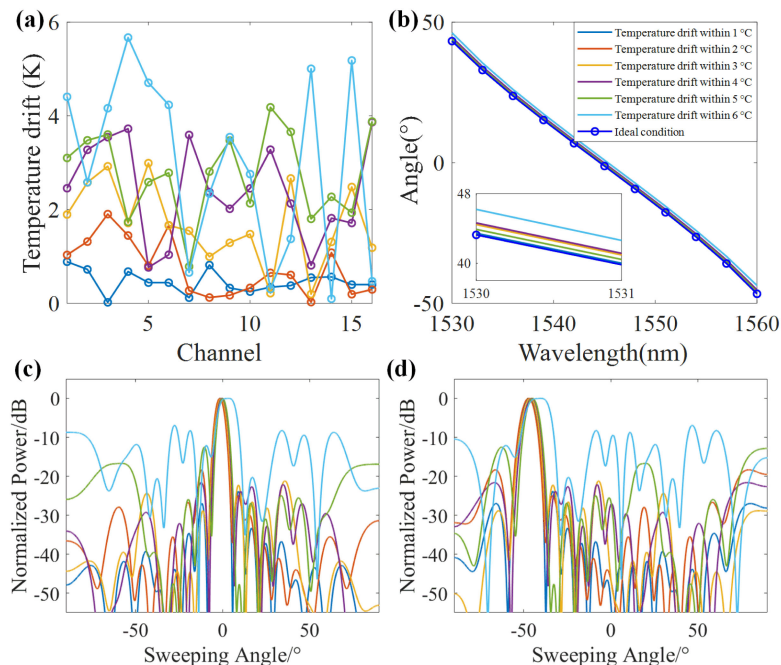 (a)
6
4
2
0
Temperature drift (K)
5
10
15
Channel
(b)
50
0
-50
Angle(°)
Temperature drift within 1 °C
Temperature drift within 2 °C
Temperature drift within 3 °C
Temperature drift within 4 °C
Temperature drift within 5 °C
Temperature drift within 6 °C
Ideal condition
48
40
1530
1531
1530
1540
1550
1560
Wavelength(nm)
(c)
0
-10
-20
-30
-40
-50
Normalized Power/dB
-50
0
50
Sweeping Angle/°
(d)
0
-10
-20
-30
-40
-50
Normalized Power/dB
-50
0
50
Sweeping Angle/°